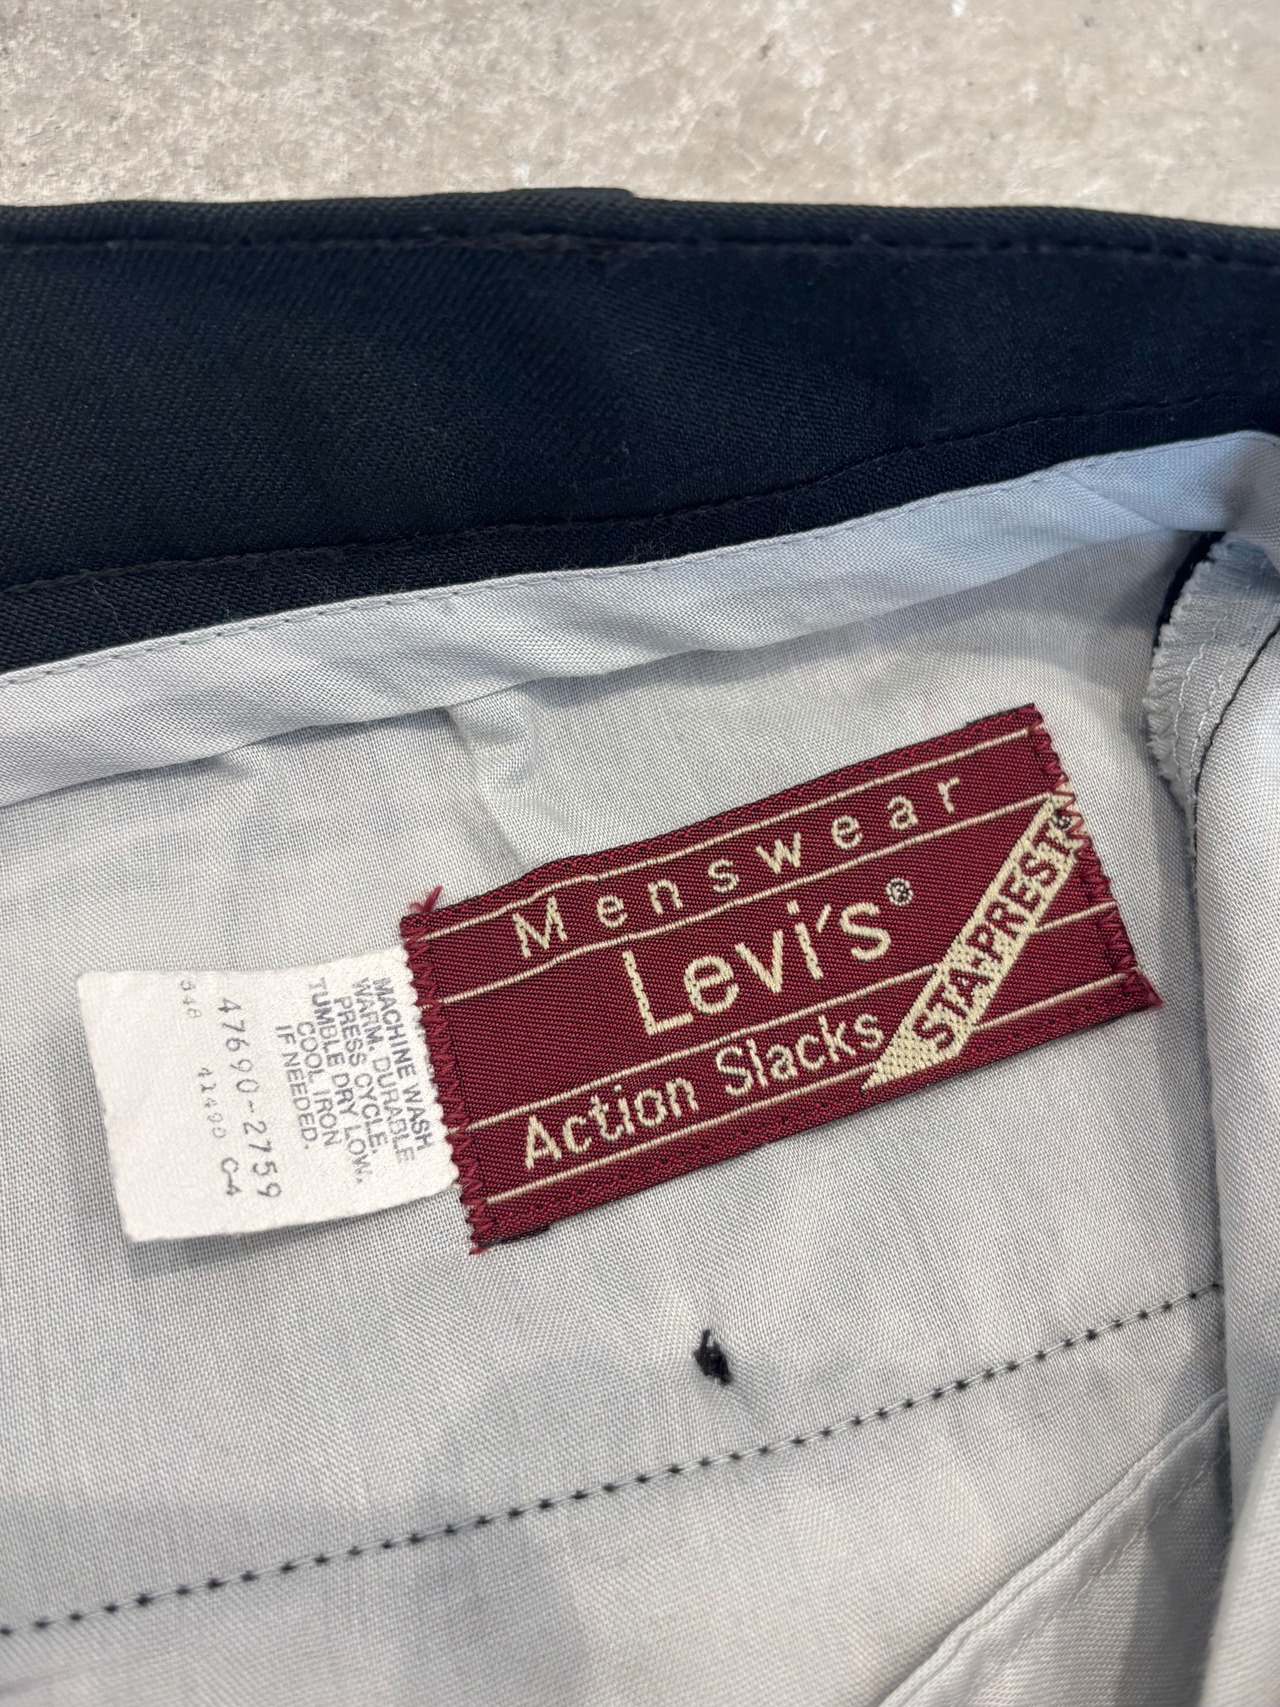 Menswear
Levi's®
Action Slacks
STA-PREST®
MACHINE WASH
WARM. DURABLE
PRESS CYCLE.
TUMBLE DRY LOW.
COOL IRON
IF NEEDED.
47690-2759
C-4